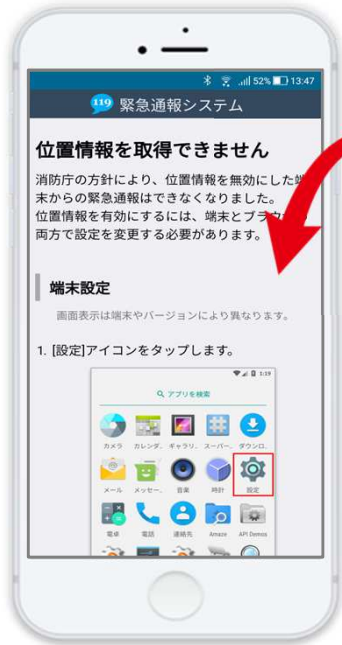 52% 13:47
119 緊急通報システム
位置情報を取得できません
消防庁の方針により、位置情報を無効にした端
末からの緊急通報はできなくなりました。
位置情報を有効にするには、端末とブラウザの
両方で設定を変更する必要があります。
端末設定
画面表示は端末やバージョンにより異なります。
1. [設定]アイコンをタップします。
1:19
アプリを検索
カメラ カレンダ.. ギャラリ.. スーパー.. ダウンロ..
メール メッセー.. 音楽 時計 設定
電卓 電話 連絡先 Amaze API Demos